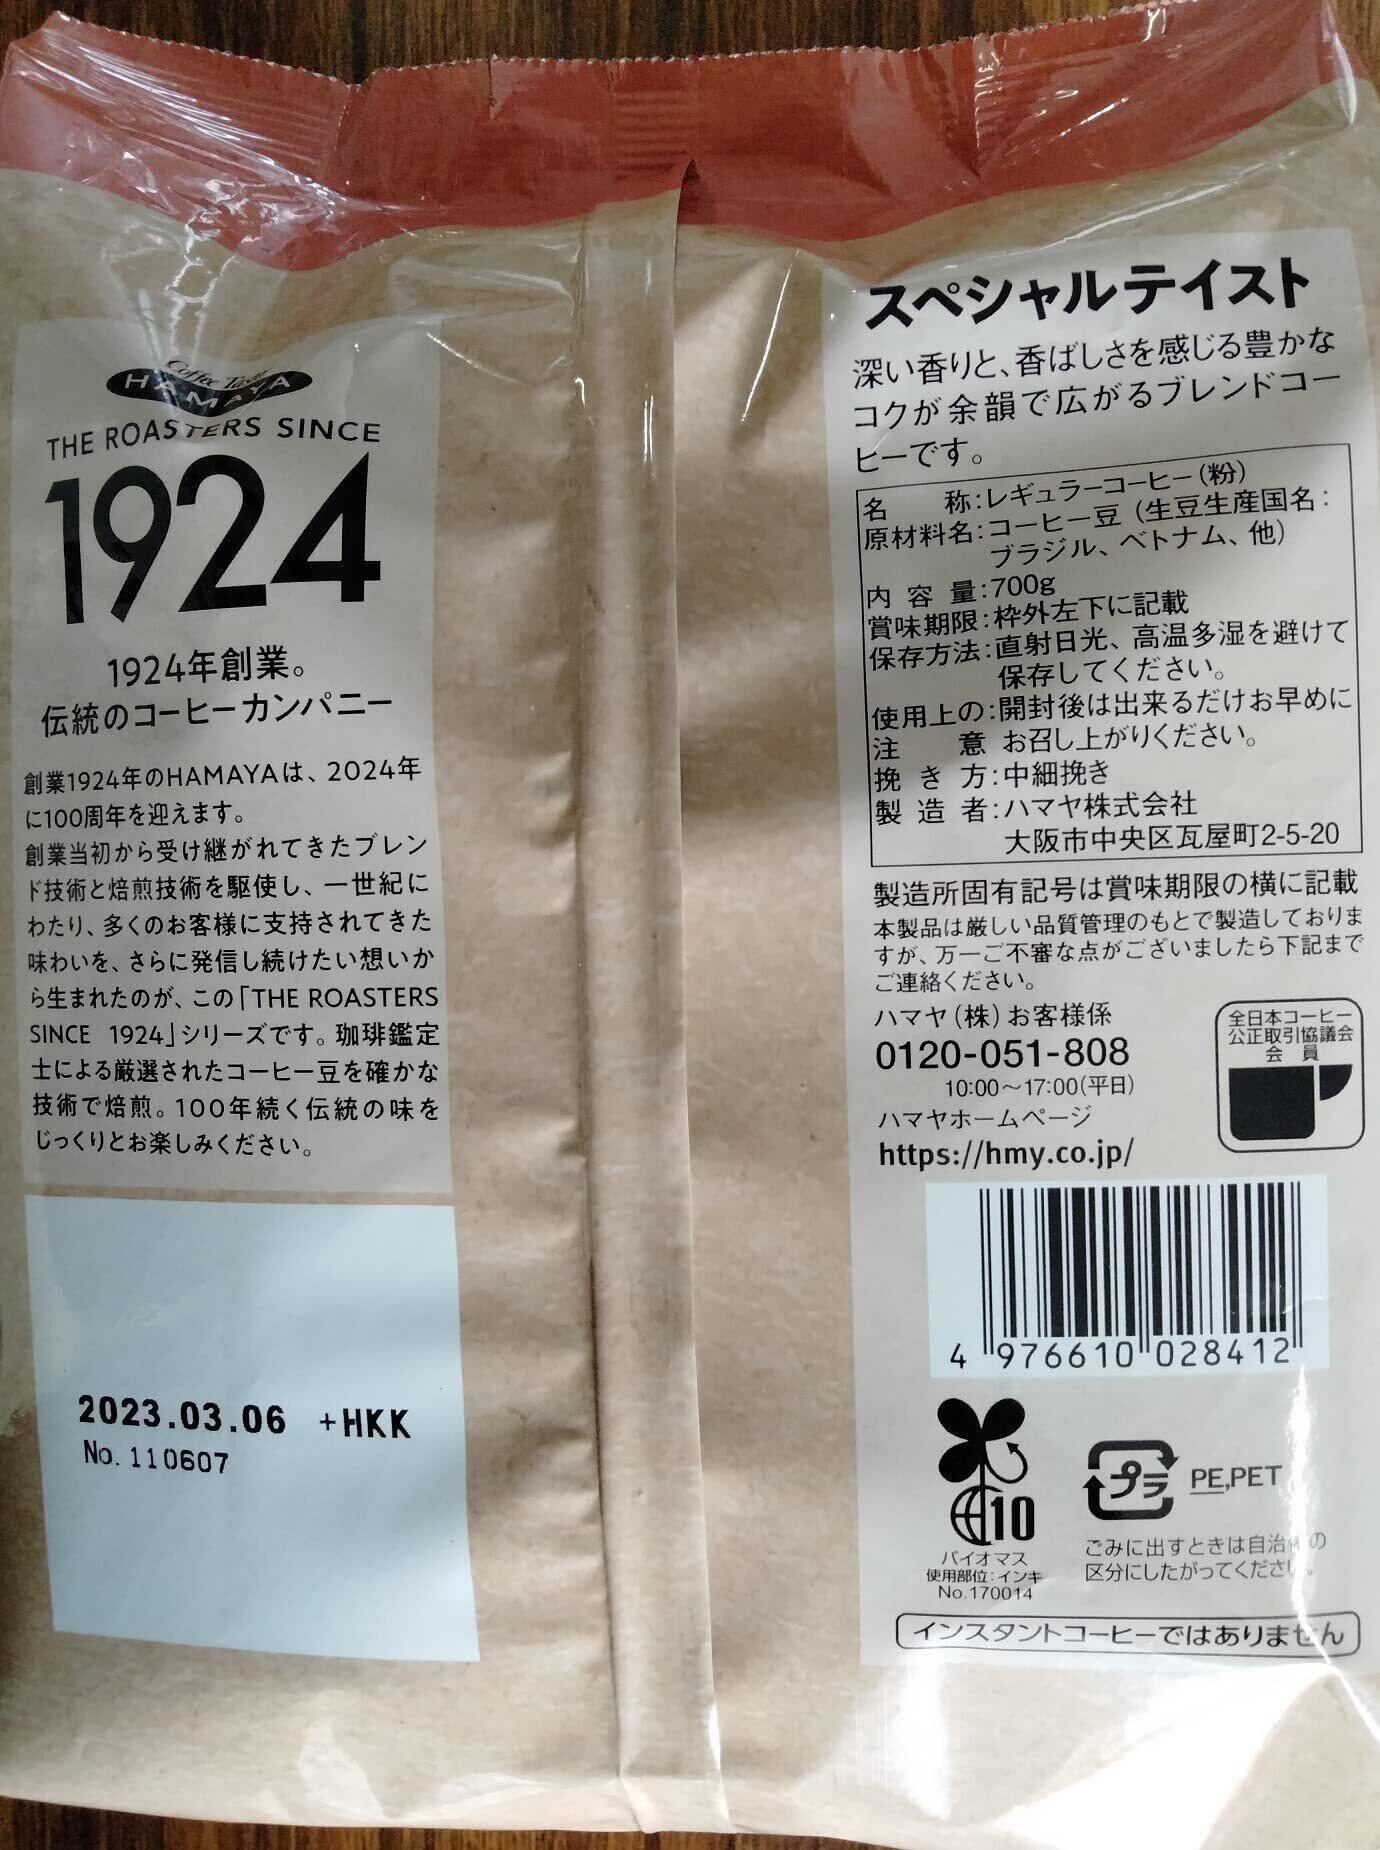 Coffee Taste
HAMAYA
THE ROASTERS SINCE
1924
1924年創業。
伝統のコーヒーカンパニー
創業1924年のHAMAYAは、2024年
に100周年を迎えます。
創業当初から受け継がれてきたブレン
ド技術と焙煎技術を駆使し、一世紀に
わたり、多くのお客様に支持されてきた
味わいを、さらに発信し続けたい想いか
ら生まれたのが、この「THE ROASTERS
SINCE 1924」シリーズです。珈琲鑑定
士による厳選されたコーヒー豆を確かな
技術で焙煎。100年続く伝統の味を
じっくりとお楽しみください。
2023.03.06 +HKK
No.110607
スペシャルテイスト
深い香りと、香ばしさを感じる豊かな
コクが余韻で広がるブレンドコー
ヒーです。
名称:レギュラーコーヒー(粉)
原材料名:コーヒー豆(生豆生産国名:
ブラジル、ベトナム、他)
内容量:700g
賞味期限:枠外左下に記載
保存方法:直射日光、高温多湿を避けて
保存してください。
使用上の:開封後は出来るだけお早めに
注意 お召し上がりください。
挽き方:中細挽き
製造者:ハマヤ株式会社
大阪市中央区瓦屋町2-5-20
製造所固有記号は賞味期限の横に記載
本製品は厳しい品質管理のもとで製造しておりま
すが、万一ご不審な点がございましたら下記まで
ご連絡ください。
ハマヤ(株)お客様係
0120-051-808
10:00～17:00(平日)
ハマヤホームページ
https://hmy.co.jp/
全日本コーヒー
公正取引協議会
会員
4 976610 028412
10
バイオマス
使用部位:インキ
No.170014
プラ PE,PET
ごみに出すときは自治体の
区分にしたがってください。
インスタントコーヒーではありません